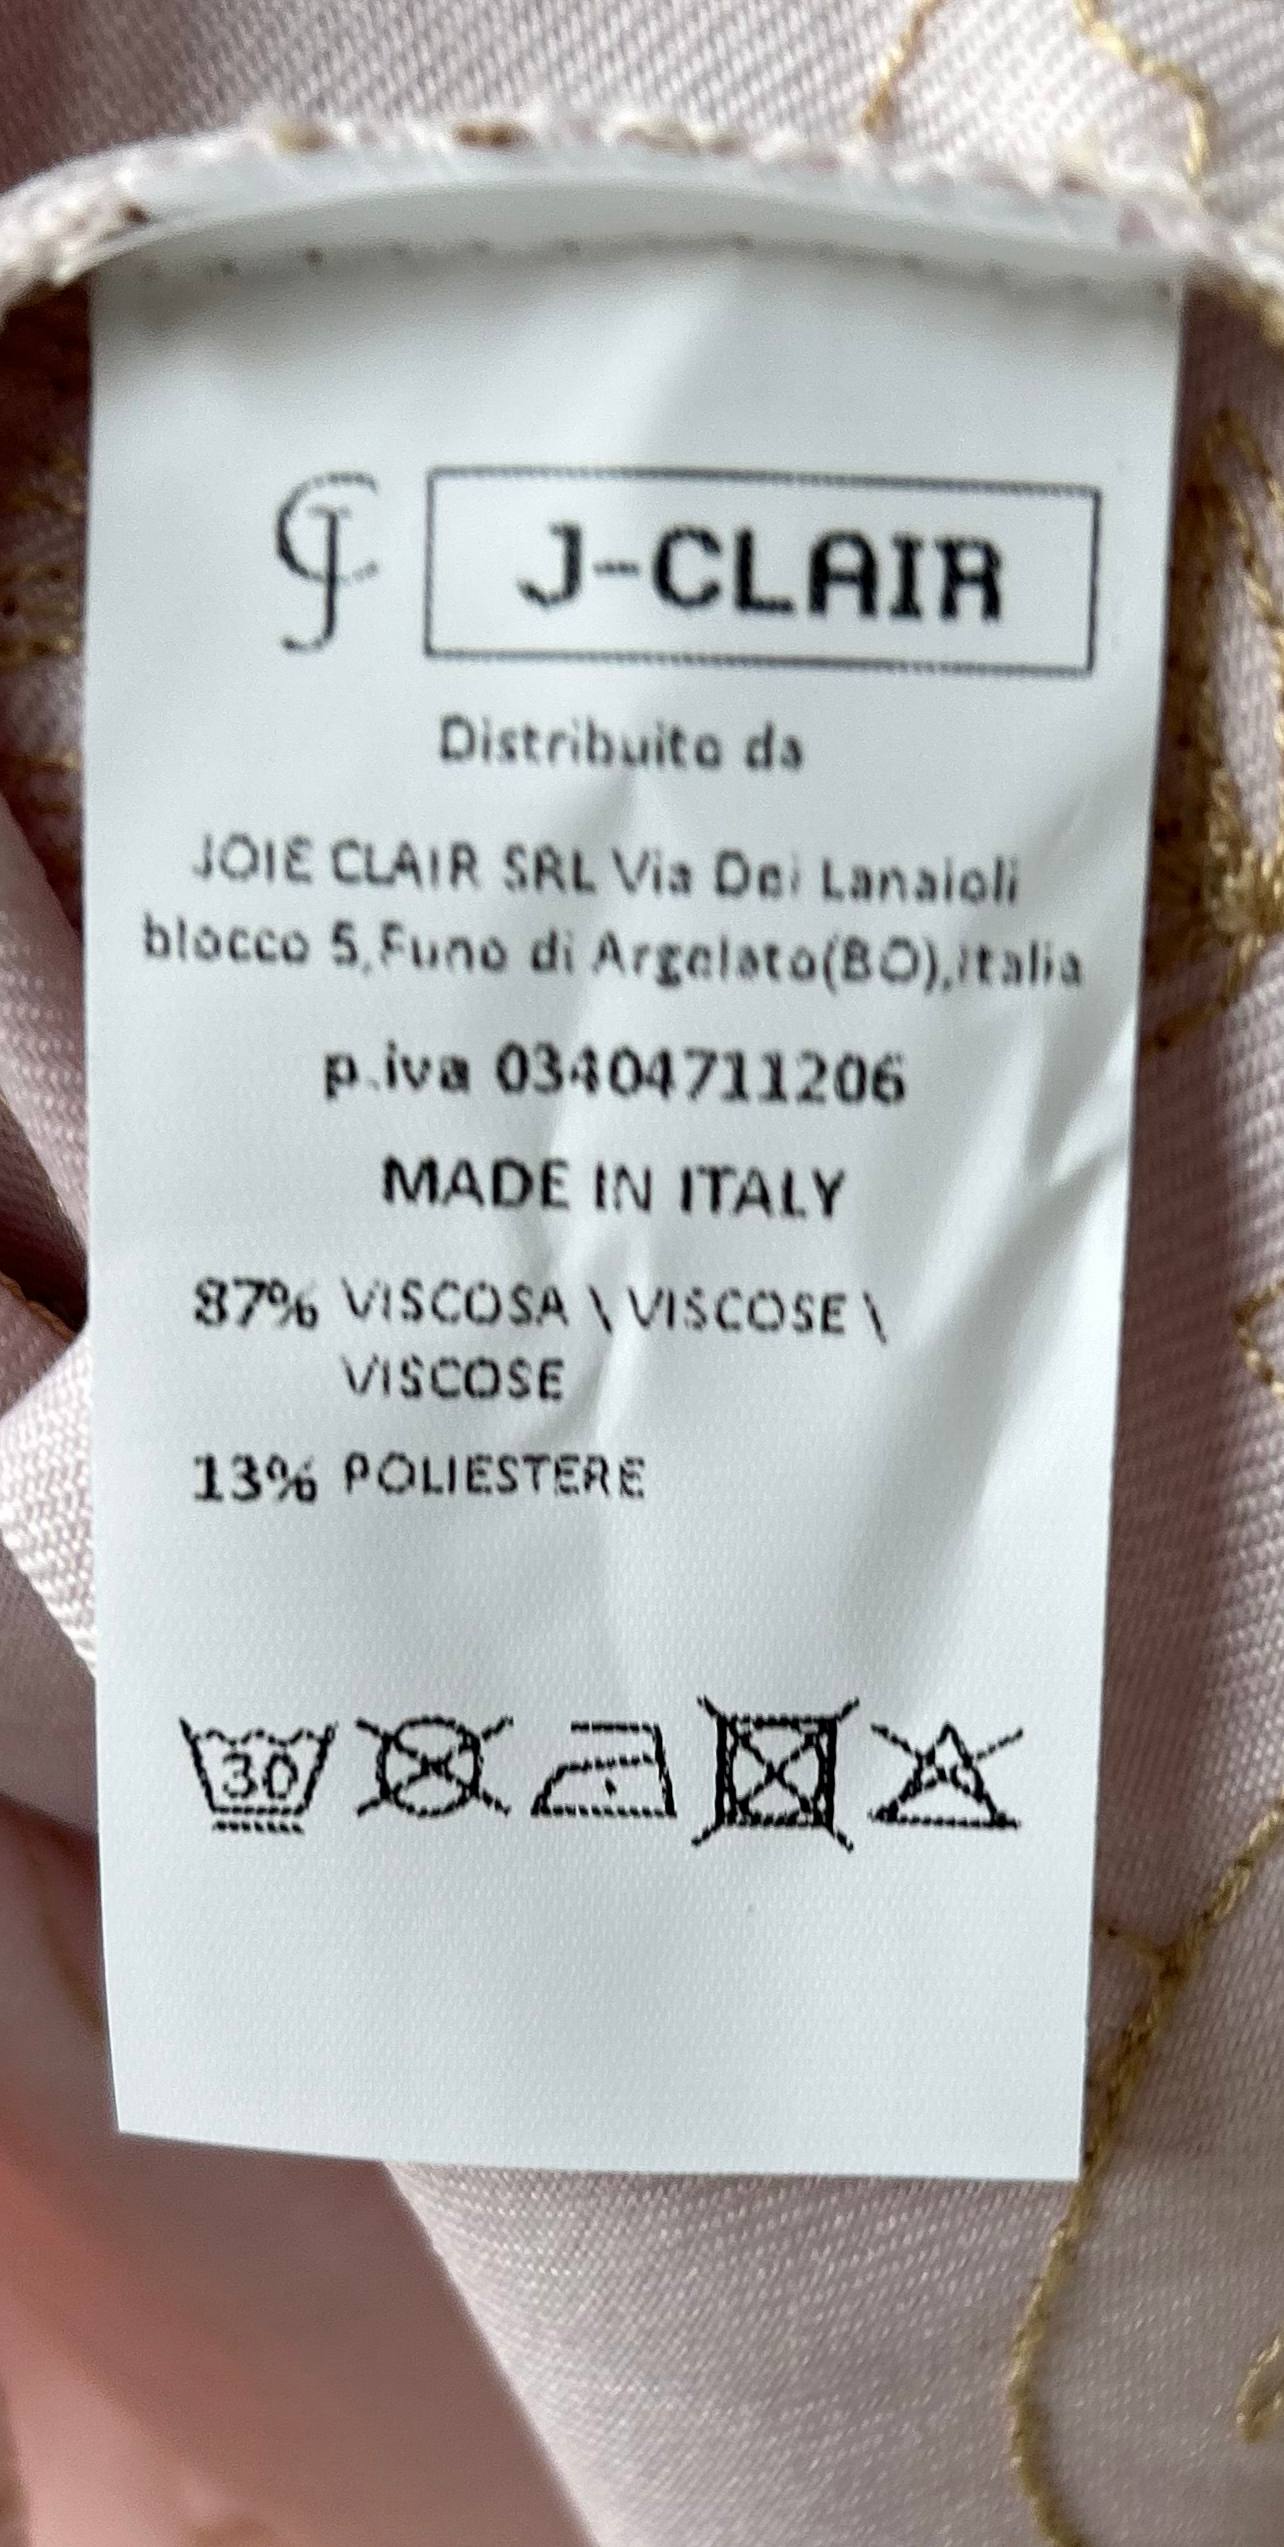 CJ J-CLAIR
Distribuito da
JOIE CLAIR SRL Via Dei Lanaioli
blocco 5,Funo di Argelato(BO),Italia
p.iva 03404711206
MADE IN ITALY
87% VISCOSA \ VISCOSE \
VISCOSE
13% POLIESTERE
30